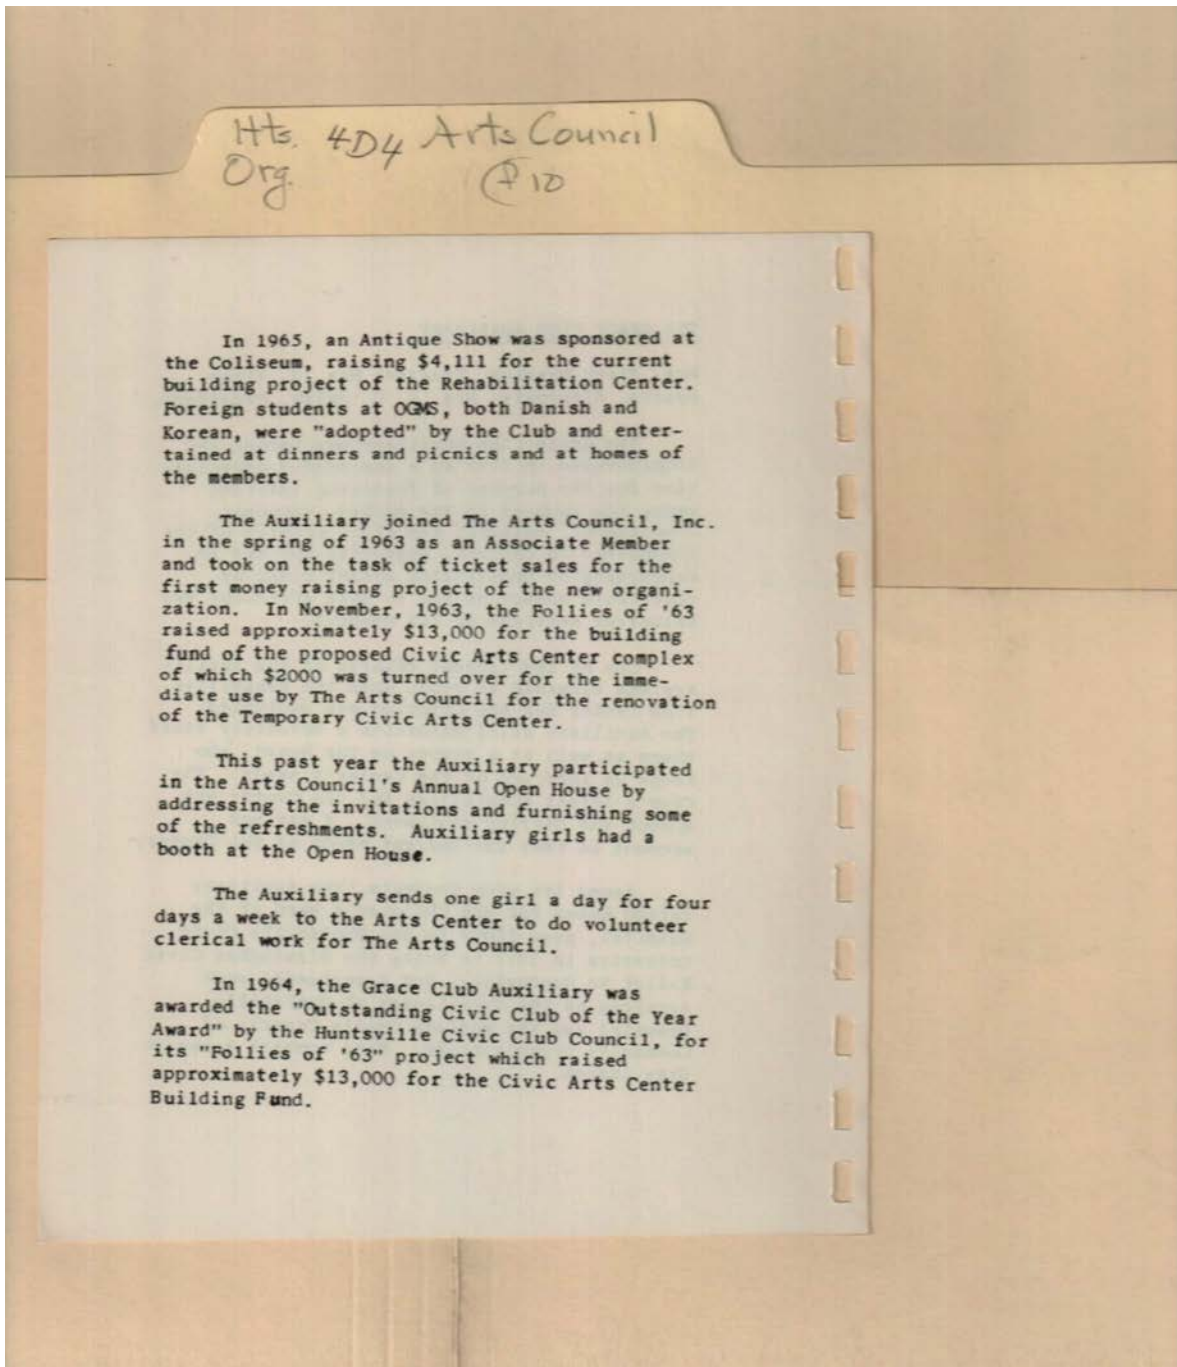 Hts. 4D4 Arts Council
Org. P 10
In 1965, an Antique Show was sponsored at
the Coliseum, raising $4,111 for the current
building project of the Rehabilitation Center.
Foreign students at OGMS, both Danish and
Korean, were "adopted" by the Club and enter-
tained at dinners and picnics and at homes of
the members.
The Auxiliary joined The Arts Council, Inc.
in the spring of 1963 as an Associate Member
and took on the task of ticket sales for the
first money raising project of the new organi-
zation. In November, 1963, the Follies of '63
raised approximately $13,000 for the building
fund of the proposed Civic Arts Center complex
of which $2000 was turned over for the imme-
diate use by The Arts Council for the renovation
of the Temporary Civic Arts Center.
This past year the Auxiliary participated
in the Arts Council's Annual Open House by
addressing the invitations and furnishing some
of the refreshments. Auxiliary girls had a
booth at the Open House.
The Auxiliary sends one girl a day for four
days a week to the Arts Center to do volunteer
clerical work for The Arts Council.
In 1964, the Grace Club Auxiliary was
awarded the "Outstanding Civic Club of the Year
Award" by the Huntsville Civic Club Council, for
its "Follies of '63" project which raised
approximately $13,000 for the Civic Arts Center
Building Fund.